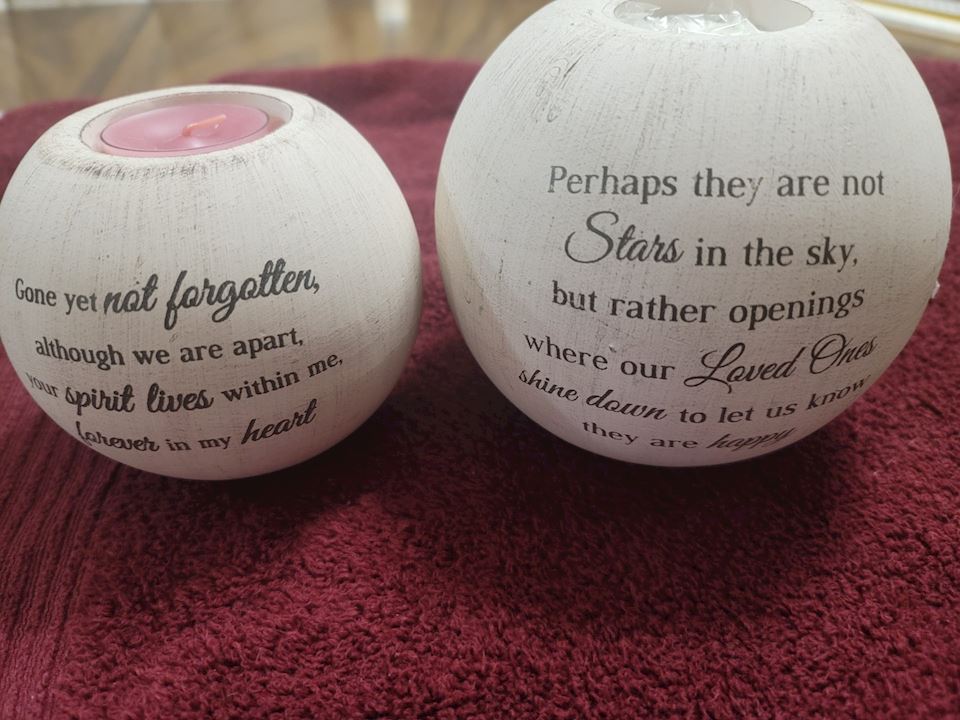 Gone yet not forgotten,
although we are apart,
your spirit lives within me,
forever in my heart
Perhaps they are not
Stars in the sky,
but rather openings
where our Loved Ones
shine down to let us know
they are happy